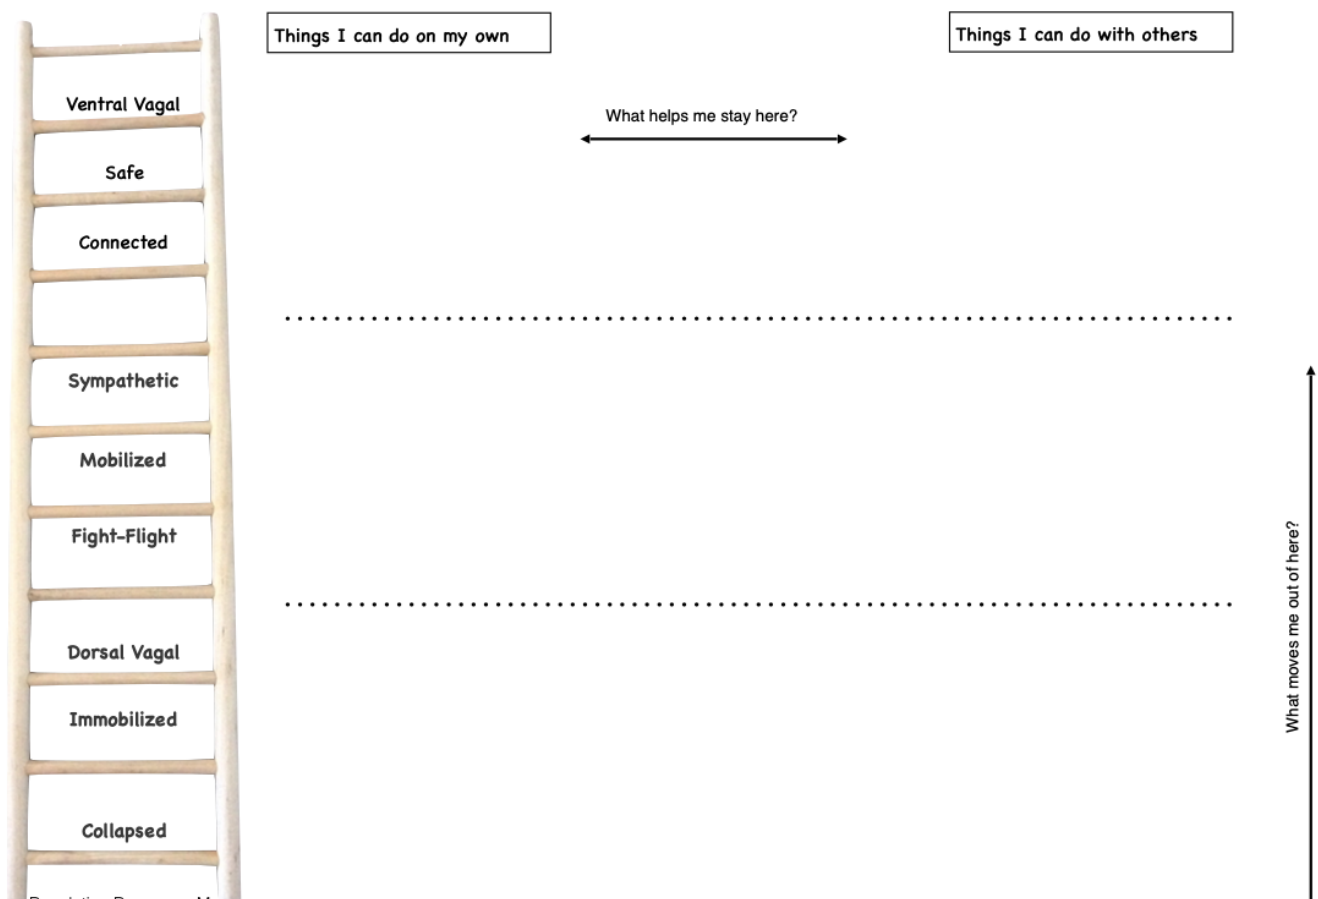 Things I can do on my own
Things I can do with others
What helps me stay here?
Ventral Vagal
Safe
Connected
Sympathetic
Mobilized
Fight-Flight
What moves me out of here?
Dorsal Vagal
Immobilized
Collapsed